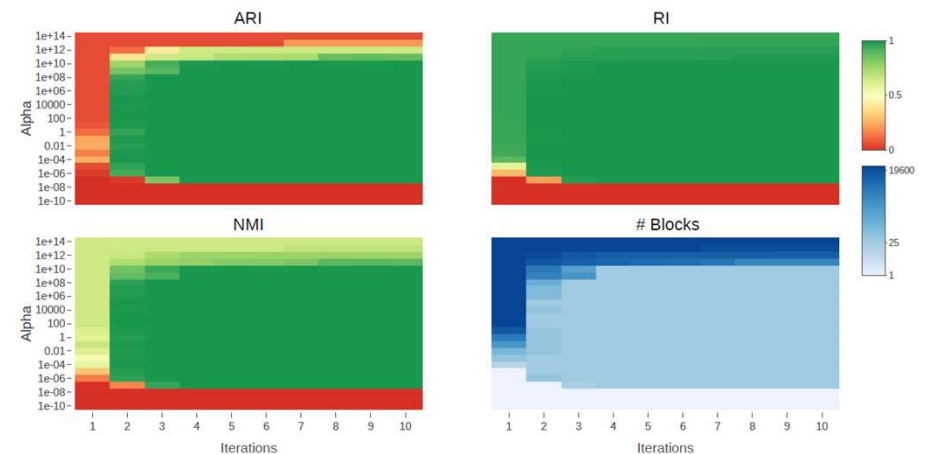 ARI
RI
1e+14
1e+12
1e+10
1e+08
1e+06
10000
100
1
0.01
1e-04
1e-06
1e-08
1e-10
Alpha
1
0.5
0
19600
25
1
NMI
# Blocks
1e+14
1e+12
1e+10
1e+08
1e+06
10000
100
1
0.01
1e-04
1e-06
1e-08
1e-10
Alpha
1 2 3 4 5 6 7 8 9 10
1 2 3 4 5 6 7 8 9 10
Iterations
Iterations